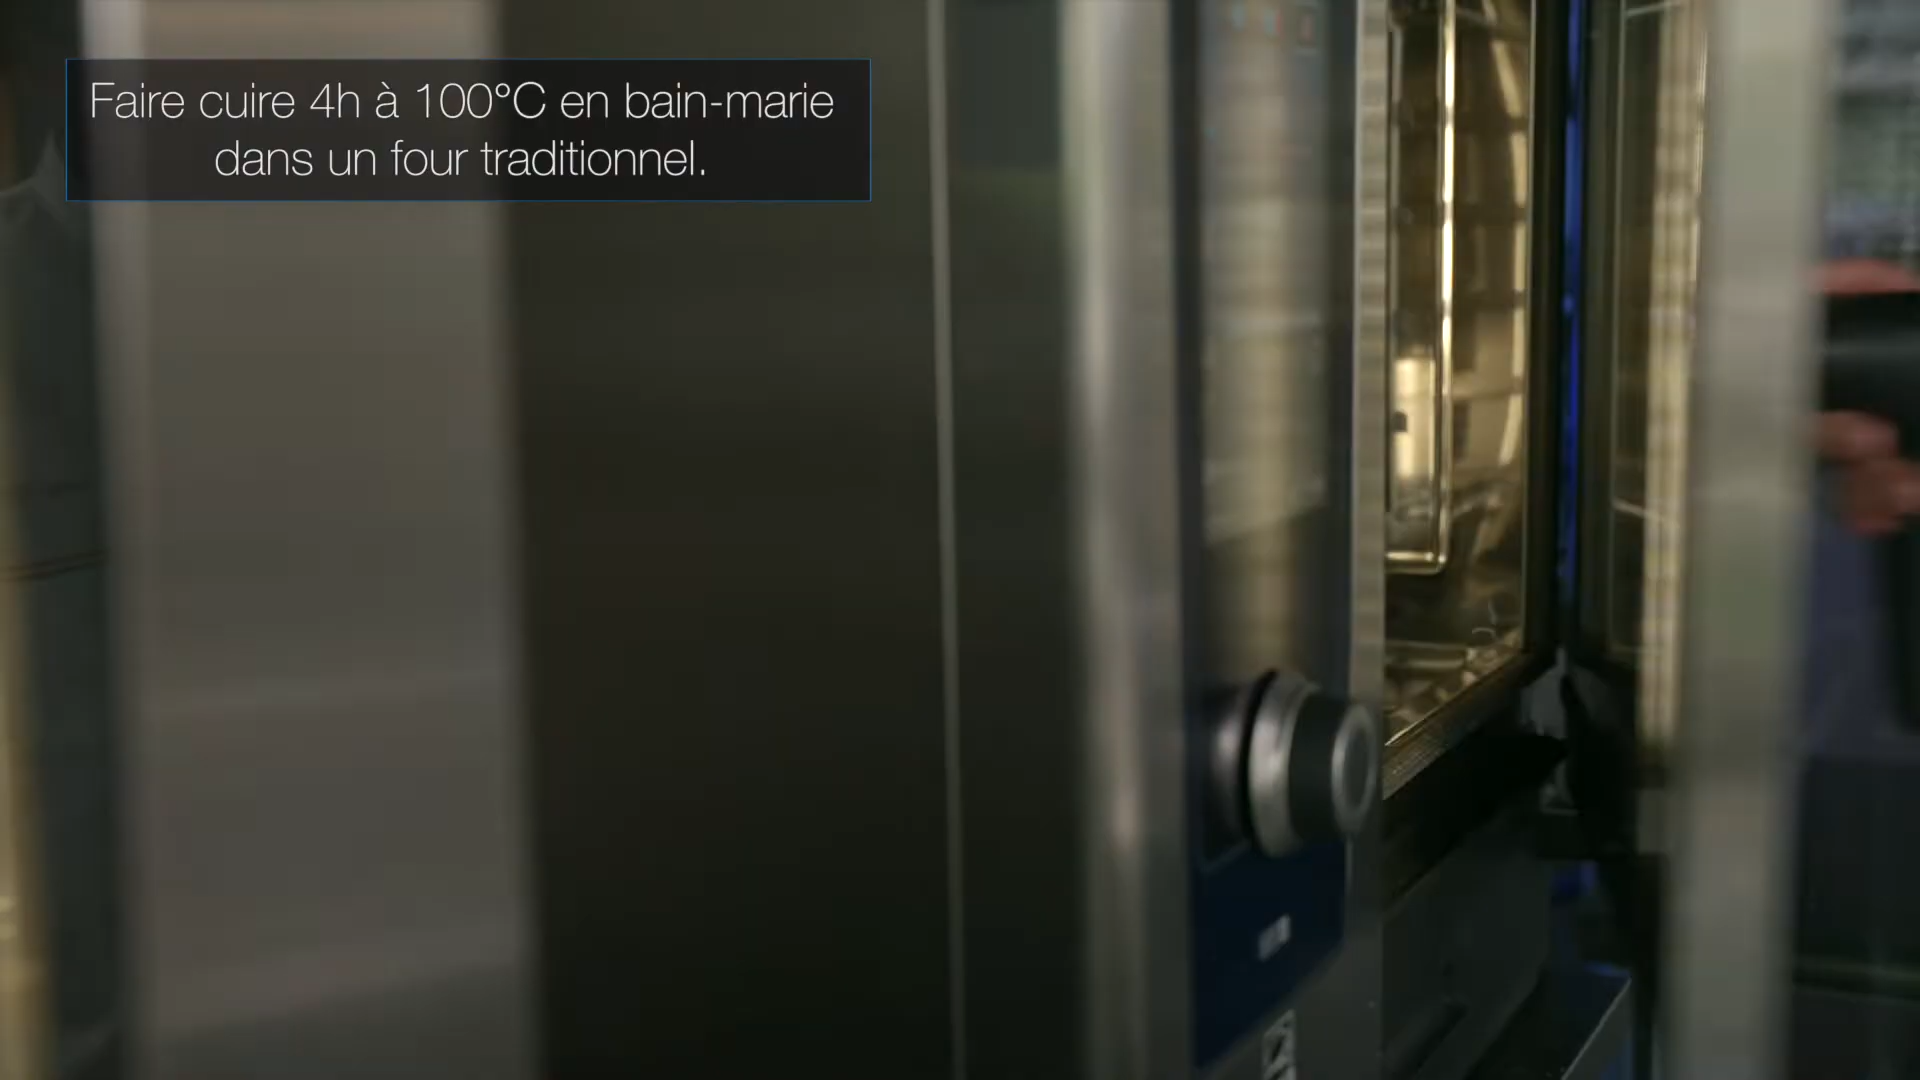 Faire cuire 4h à 100°C en bain-marie
dans un four traditionnel.